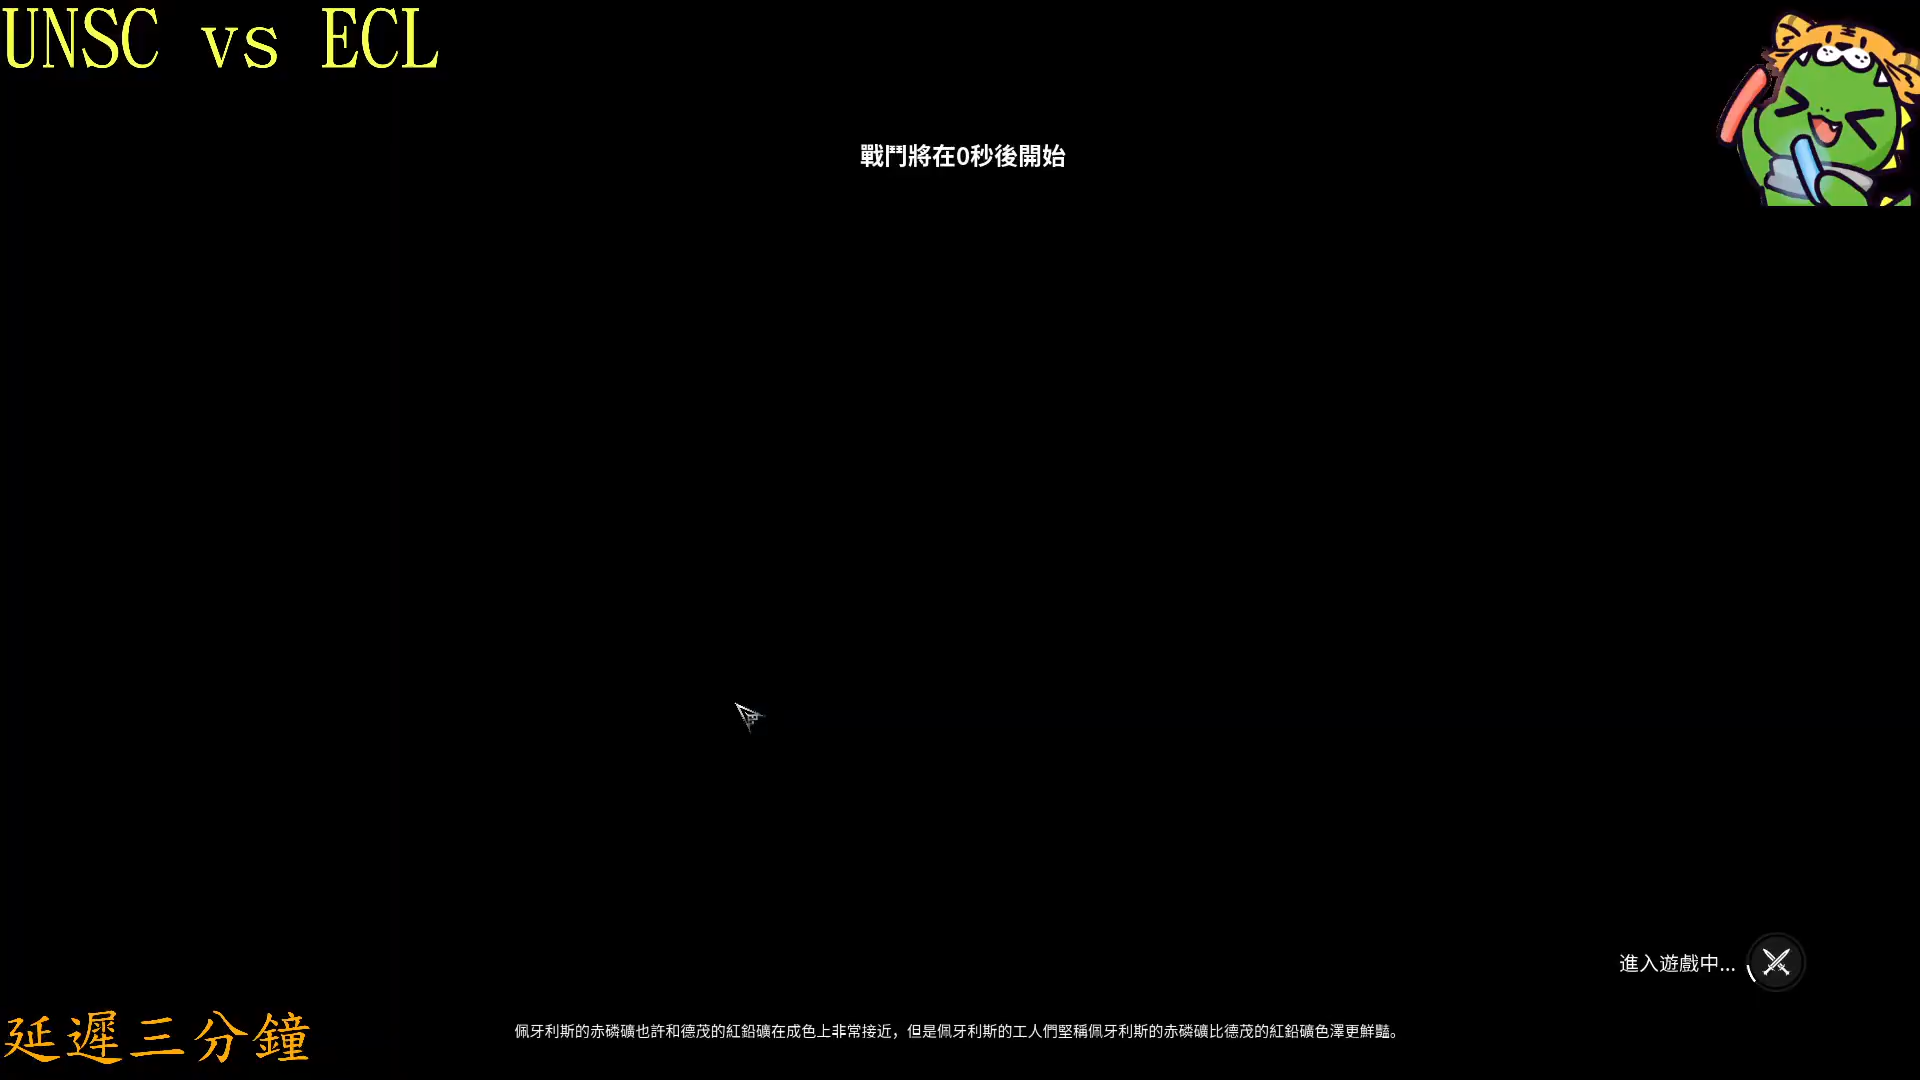 UNSC vs ECL
戰鬥將在0秒後開始
進入遊戲中...
延遲三分鐘
佩牙利斯的赤磷礦也許和德茂的紅鉛礦在成色上非常接近，但是佩牙利斯的工人們堅稱佩牙利斯的赤磷礦比德茂的紅鉛礦色澤更鮮豔。